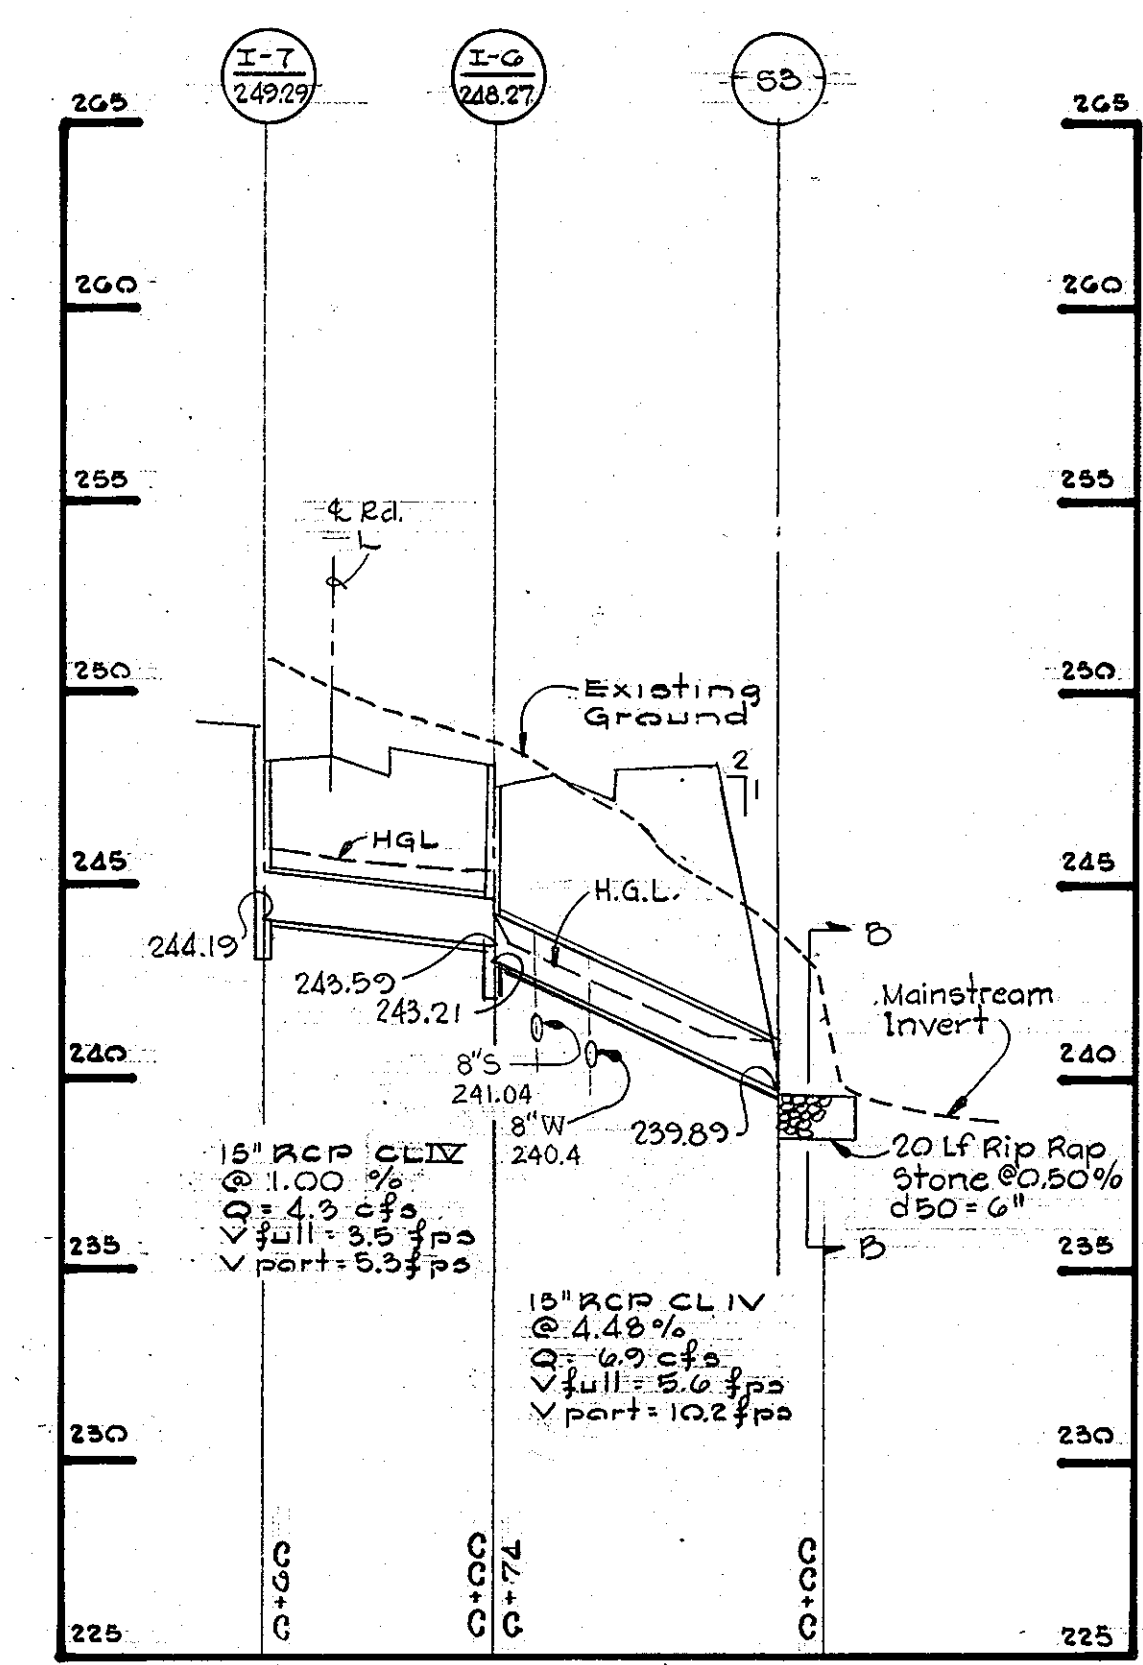 I-7
249.29
I-6
248.27
S3
265
265
260
260
255
255
℄ Rd.
L
250
250
Existing
Ground
2
1
HGL
245
245
H.G.L.
244.19
B
243.59
243.21
Mainstream
Invert
240
240
8"S
241.04
8"W
240.4
239.89
15" RCP CL IV
@ 1.00 %
Q = 4.3 cfs
V full = 3.5 fps
V part = 5.3 fps
20 Lf Rip Rap
Stone @ 0.50%
d50 = 6"
235
235
B
15" RCP CL IV
@ 4.48%
Q = 6.9 cfs
V full = 5.6 fps
V part = 10.2 fps
230
230
0+74
225
225